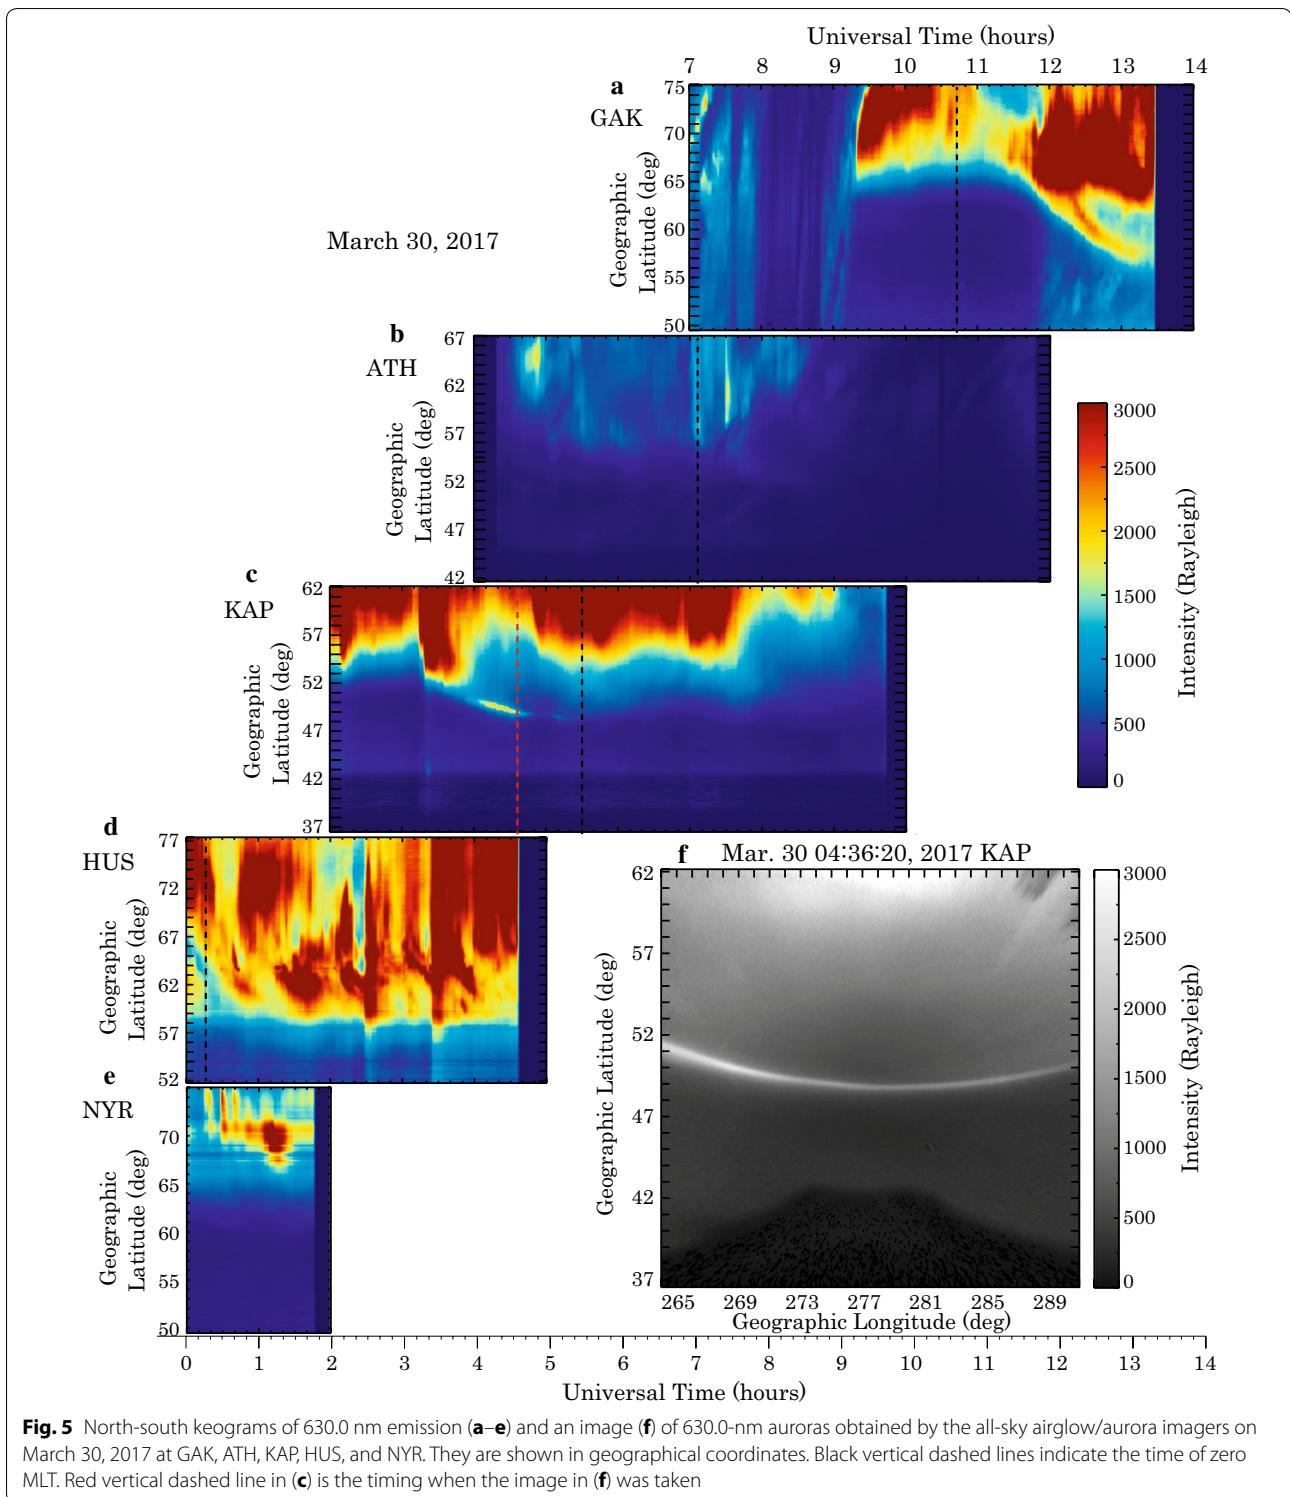 Universal Time (hours)
7 8 9 10 11 12 13 14
a
GAK
75
70
65
60
55
50
Geographic
Latitude (deg)
March 30, 2017
b
ATH
67
62
57
52
47
42
Geographic
Latitude (deg)
c
KAP
62
57
52
47
42
37
Geographic
Latitude (deg)
3000
2500
2000
1500
1000
500
0
Intensity (Rayleigh)
d
HUS
77
72
67
62
57
52
Geographic
Latitude (deg)
e
NYR
70
65
60
55
50
Geographic
Latitude (deg)
f Mar. 30 04:36:20, 2017 KAP
62
57
52
47
42
37
Geographic Latitude (deg)
265 269 273 277 281 285 289
Geographic Longitude (deg)
3000
2500
2000
1500
1000
500
0
Intensity (Rayleigh)
0 1 2 3 4 5 6 7 8 9 10 11 12 13 14
Universal Time (hours)
Fig. 5 North-south keograms of 630.0 nm emission (a–e) and an image (f) of 630.0-nm auroras obtained by the all-sky airglow/aurora imagers on
March 30, 2017 at GAK, ATH, KAP, HUS, and NYR. They are shown in geographical coordinates. Black vertical dashed lines indicate the time of zero
MLT. Red vertical dashed line in (c) is the timing when the image in (f) was taken